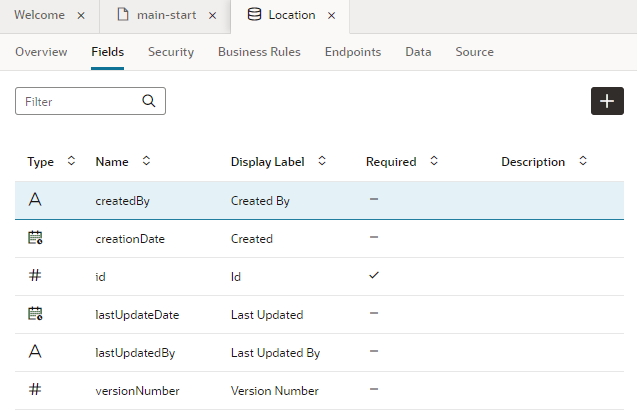 Welcome × main-start × Location ×
Overview Fields Security Business Rules Endpoints Data Source
Filter
Type Name Display Label Required Description
A createdBy Created By
creationDate Created
# id Id
lastUpdateDate Last Updated
A lastUpdatedBy Last Updated By
# versionNumber Version Number